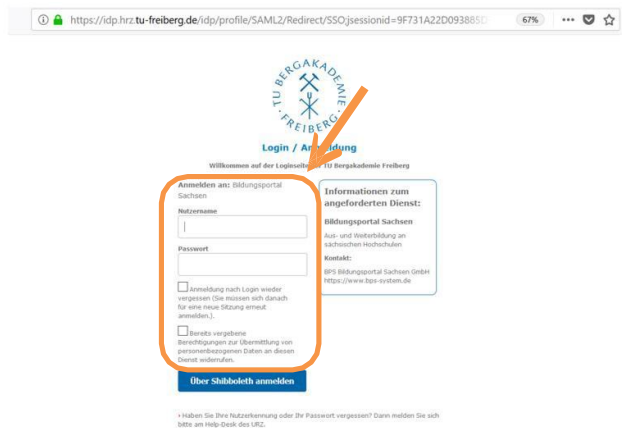 https://idp.hrz.tu-freiberg.de/idp/profile/SAML2/Redirect/SSO;jsessionid=9F731A22D093885D
67%
TU BERGAKADEMIE
FREIBERG
Login / Anmeldung
Willkommen auf der Loginseite TU Bergakademie Freiberg
Anmelden an: Bildungsportal
Sachsen
Nutzername
Passwort
Anmeldung nach Login wieder
vergessen (Sie müssen sich danach
für eine neue Sitzung erneut
anmelden.).
Bereits vergebene
Berechtigungen zur Übermittlung von
personenbezogenen Daten an diesen
Dienst widerrufen.
Über Shibboleth anmelden
Informationen zum
angeforderten Dienst:
Bildungsportal Sachsen
Aus- und Weiterbildung an
sächsischen Hochschulen
Kontakt:
BPS Bildungsportal Sachsen GmbH
https://www.bps-system.de
› Haben Sie Ihre Nutzerkennung oder Ihr Passwort vergessen? Dann melden Sie sich
bitte am Help-Desk des URZ.